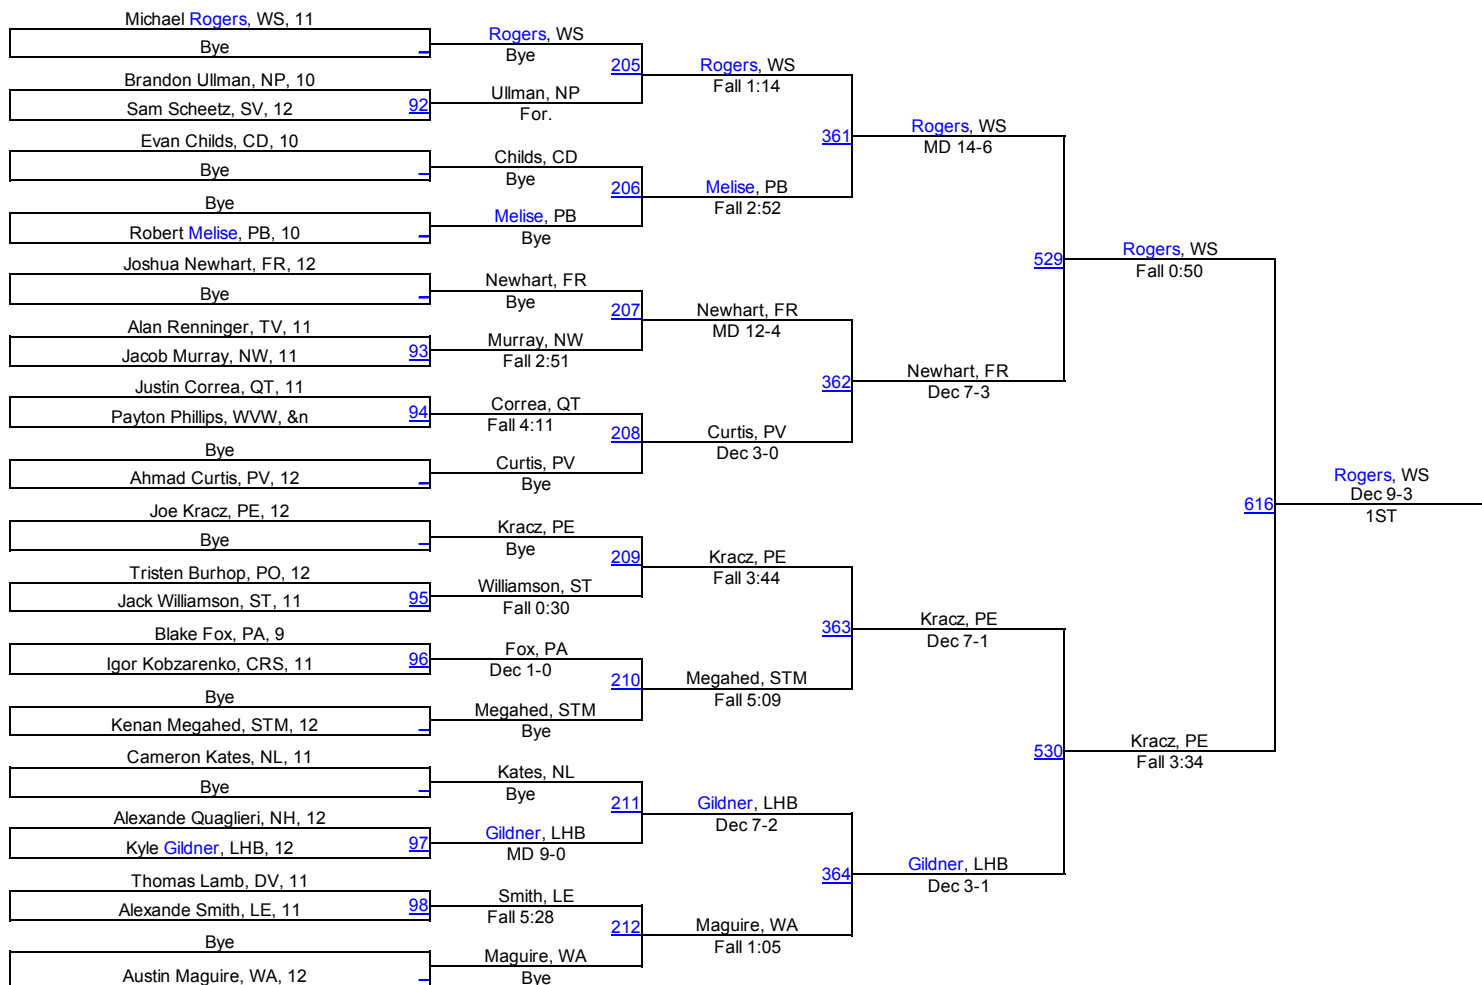 Michael Rogers, WS, 11
Bye
Brandon Ullman, NP, 10
Sam Scheetz, SV, 12
92
Evan Childs, CD, 10
Bye
Bye
Robert Melise, PB, 10
Joshua Newhart, FR, 12
Bye
Alan Renninger, TV, 11
Jacob Murray, NW, 11
93
Justin Correa, QT, 11
Payton Phillips, WVW, &n
94
Bye
Ahmad Curtis, PV, 12
Joe Kracz, PE, 12
Bye
Tristen Burhop, PO, 12
Jack Williamson, ST, 11
95
Blake Fox, PA, 9
Igor Kobzarenko, CRS, 11
96
Bye
Kenan Megahed, STM, 12
Cameron Kates, NL, 11
Bye
Alexande Quaglieri, NH, 12
Kyle Gildner, LHB, 12
97
Thomas Lamb, DV, 11
Alexande Smith, LE, 11
98
Bye
Austin Maguire, WA, 12
Rogers, WS
Bye
205
Ullman, NP
For.
Childs, CD
Bye
206
Melise, PB
Bye
Newhart, FR
Bye
207
Murray, NW
Fall 2:51
Correa, QT
Fall 4:11
208
Curtis, PV
Bye
Kracz, PE
Bye
209
Williamson, ST
Fall 0:30
Fox, PA
Dec 1-0
210
Megahed, STM
Bye
Kates, NL
Bye
211
Gildner, LHB
MD 9-0
Smith, LE
Fall 5:28
212
Maguire, WA
Bye
Rogers, WS
Fall 1:14
361
Melise, PB
Fall 2:52
Newhart, FR
MD 12-4
362
Curtis, PV
Dec 3-0
Kracz, PE
Fall 3:44
363
Megahed, STM
Fall 5:09
Gildner, LHB
Dec 7-2
364
Maguire, WA
Fall 1:05
Rogers, WS
MD 14-6
529
Newhart, FR
Dec 7-3
Kracz, PE
Dec 7-1
530
Gildner, LHB
Dec 3-1
Rogers, WS
Fall 0:50
616
Kracz, PE
Fall 3:34
Rogers, WS
Dec 9-3
1ST